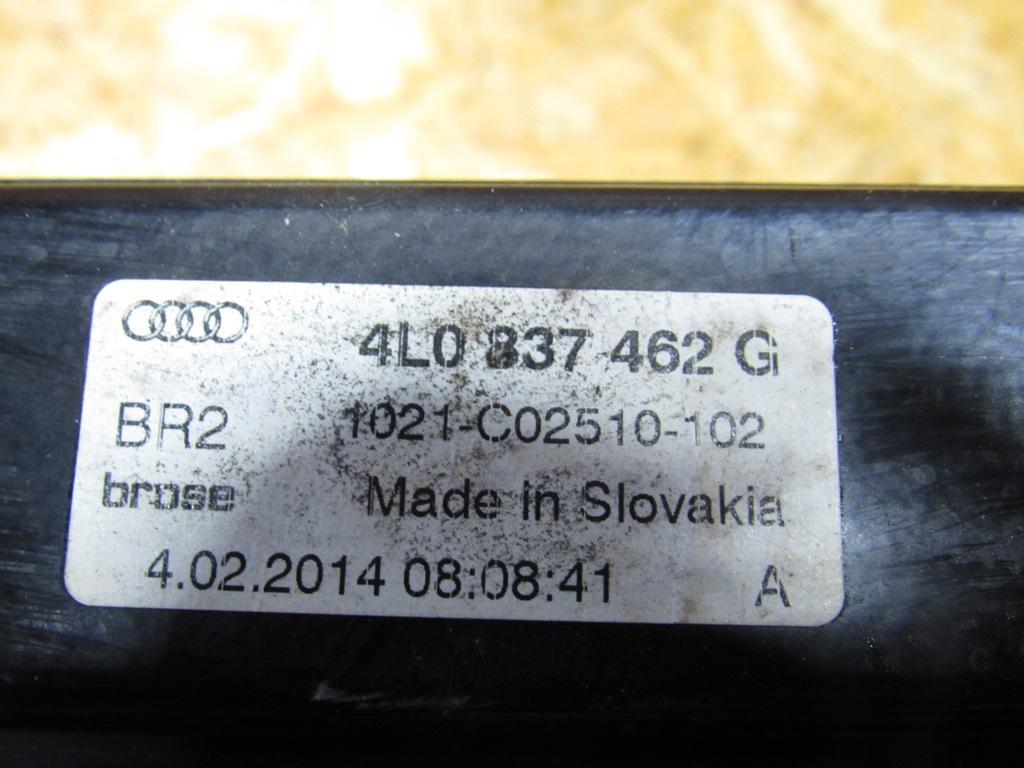 4L0 837 462 G
BR2 1021-C02510-102
brose Made in Slovakia
4.02.2014 08:08:41 A